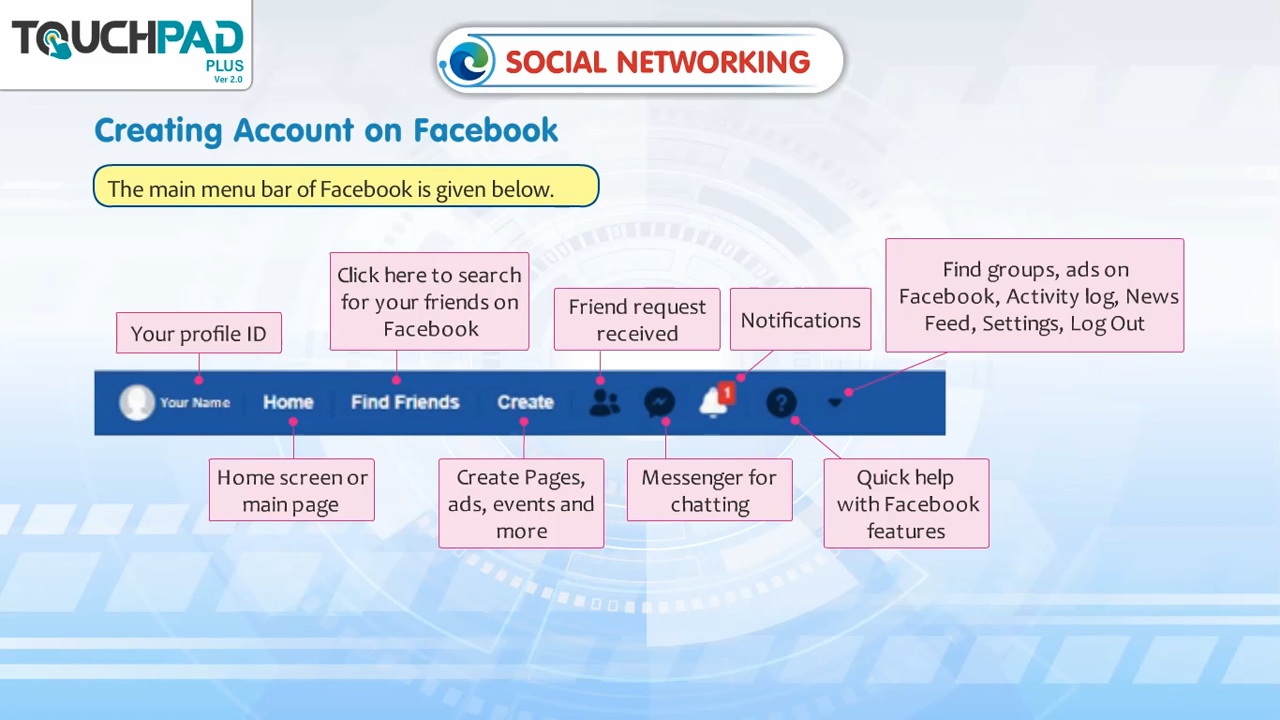 TOUCHPAD
PLUS
Ver 2.0
SOCIAL NETWORKING
Creating Account on Facebook
The main menu bar of Facebook is given below.
Your profile ID
Click here to search
for your friends on
Facebook
Friend request
received
Notifications
Find groups, ads on
Facebook, Activity log, News
Feed, Settings, Log Out
Your Name
Home
Find Friends
Create
1
?
Home screen or
main page
Create Pages,
ads, events and
more
Messenger for
chatting
Quick help
with Facebook
features